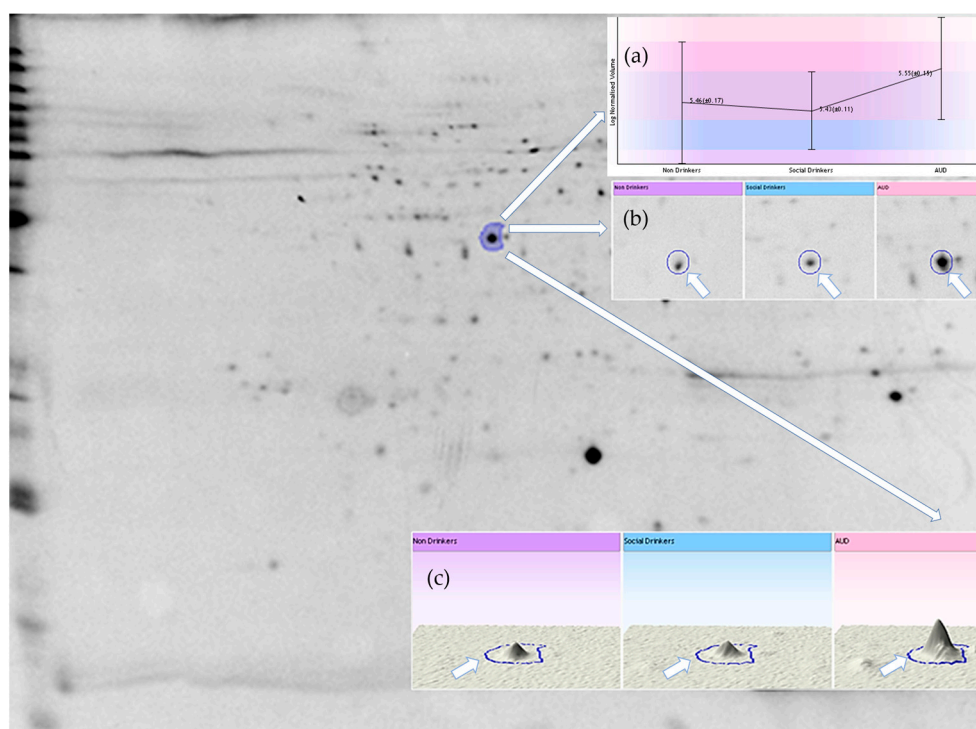 (a)
Log Normalised Volume
5.46(±0.17)
5.43(±0.11)
5.55(±0.15)
Non Drinkers
Social Drinkers
AUD
Non Drinkers
Social Drinkers
AUD
(b)
Non Drinkers
Social Drinkers
AUD
(c)